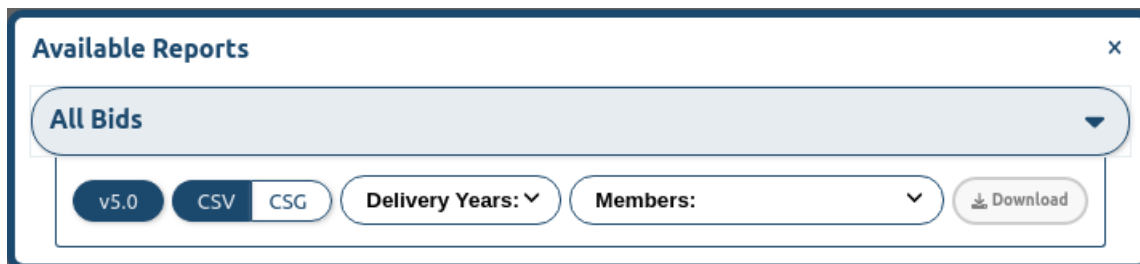 Available Reports
×
All Bids
v5.0 CSV CSG Delivery Years: Members: Download